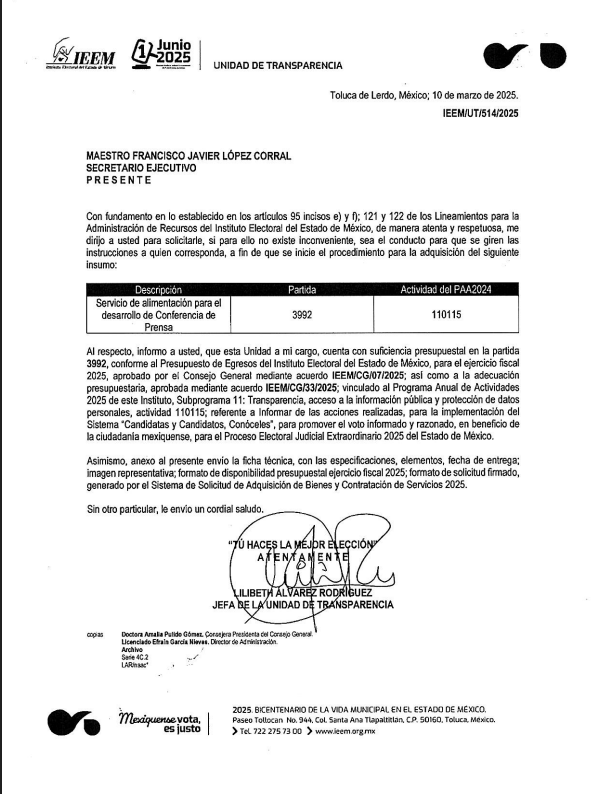 IEEM
Instituto Electoral del Estado de México
1 Junio
2025
UNIDAD DE TRANSPARENCIA
Toluca de Lerdo, México; 10 de marzo de 2025.
IEEM/UT/514/2025
MAESTRO FRANCISCO JAVIER LÓPEZ CORRAL
SECRETARIO EJECUTIVO
P R E S E N T E
Con fundamento en lo establecido en los artículos 95 incisos e) y f); 121 y 122 de los Lineamientos para la
Administración de Recursos del Instituto Electoral del Estado de México, de manera atenta y respetuosa, me
dirijo a usted para solicitarle, si para ello no existe inconveniente, sea el conducto para que se giren las
instrucciones a quien corresponda, a fin de que se inicie el procedimiento para la adquisición del siguiente
insumo:
Descripción Partida Actividad del PAA2024
Servicio de alimentación para el
desarrollo de Conferencia de
Prensa
3992 110115
Al respecto, informo a usted, que esta Unidad a mi cargo, cuenta con suficiencia presupuestal en la partida
3992, conforme al Presupuesto de Egresos del Instituto Electoral del Estado de México, para el ejercicio fiscal
2025, aprobado por el Consejo General mediante acuerdo IEEM/CG/07/2025; así como a la adecuación
presupuestaria, aprobada mediante acuerdo IEEM/CG/33/2025; vinculado al Programa Anual de Actividades
2025 de este Instituto, Subprograma 11: Transparencia, acceso a la información pública y protección de datos
personales, actividad 110115; referente a Informar de las acciones realizadas, para la implementación del
Sistema "Candidatas y Candidatos, Conóceles", para promover el voto informado y razonado, en beneficio de
la ciudadanía mexiquense, para el Proceso Electoral Judicial Extraordinario 2025 del Estado de México.
Asimismo, anexo al presente envío la ficha técnica, con las especificaciones, elementos, fecha de entrega;
imagen representativa; formato de disponibilidad presupuestal ejercicio fiscal 2025; formato de solicitud firmado,
generado por el Sistema de Solicitud de Adquisición de Bienes y Contratación de Servicios 2025.
Sin otro particular, le envío un cordial saludo.
"TÚ HACES LA MEJOR ELECCIÓN"
A T E N T A M E N T E
LILIBETH ÁLVAREZ RODRÍGUEZ
JEFA DE LA UNIDAD DE TRANSPARENCIA
copias Doctora Amalia Pulido Gómez. Consejera Presidenta del Consejo General.
Licenciado Efraín García Nieves. Director de Administración.
Archivo
Serie 4C.2
LAR/nsac*
Mexiquense vota,
es justo
2025. BICENTENARIO DE LA VIDA MUNICIPAL EN EL ESTADO DE MÉXICO.
Paseo Tollocan No. 944, Col. Santa Ana Tlapaltitlán, C.P. 50160, Toluca, México.
Tel. 722 275 73 00 www.ieem.org.mx